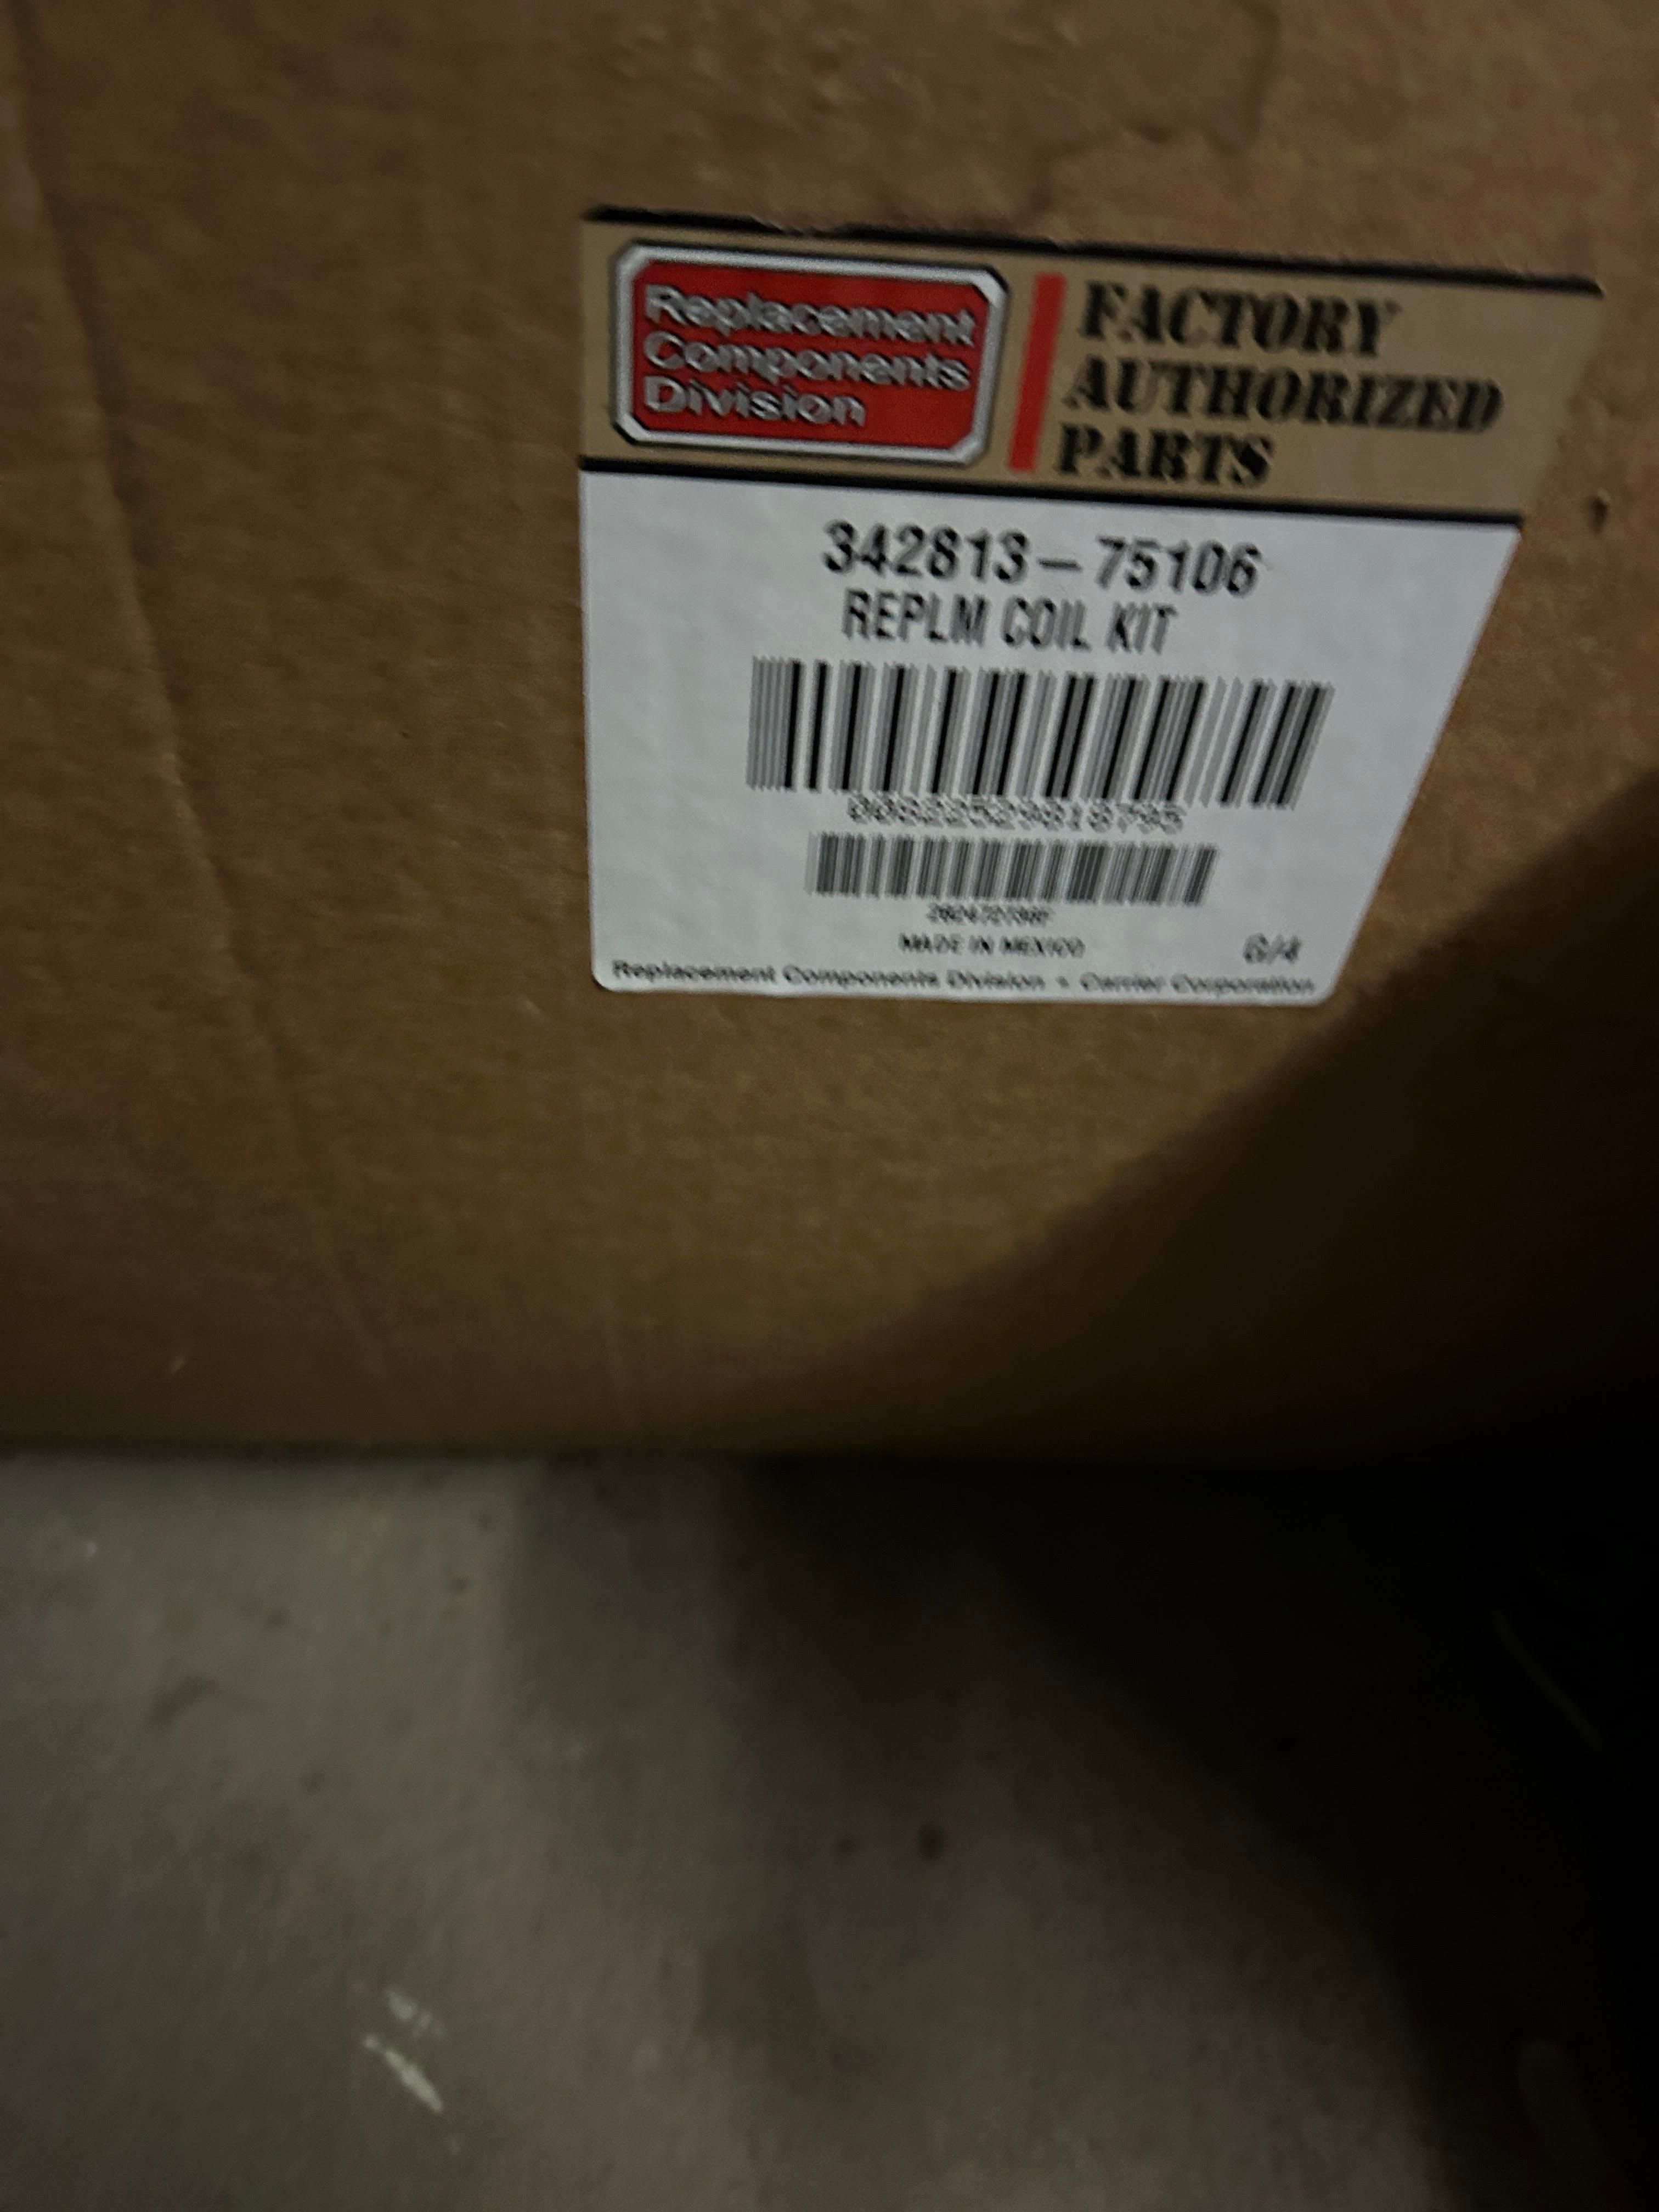 Replacement
Components
Division
FACTORY
AUTHORIZED
PARTS
342813-75106
REPLM COIL KIT
MADE IN MEXICO
G/4
Replacement Components Division • Carrier Corporation